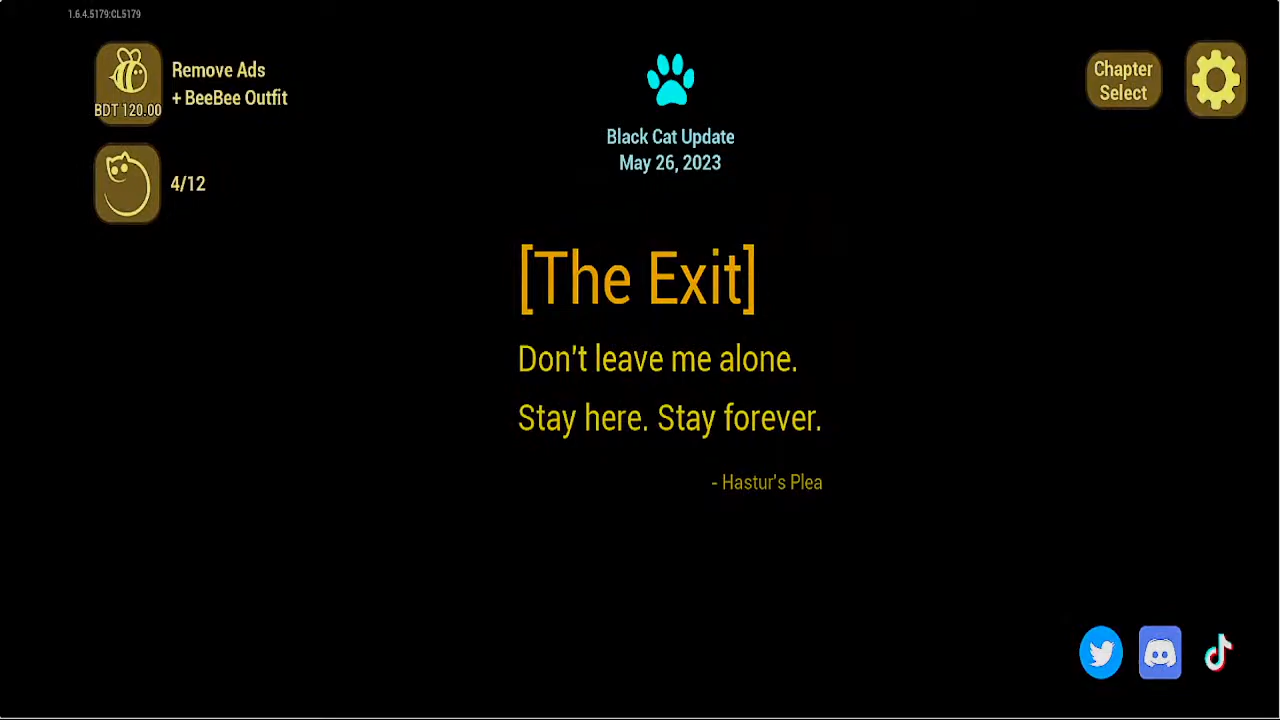 1.6.4.5179:CL5179
BDT 120.00
Remove Ads
+ BeeBee Outfit
4/12
Black Cat Update
May 26, 2023
Chapter
Select
[The Exit]
Don't leave me alone.
Stay here. Stay forever.
- Hastur's Plea